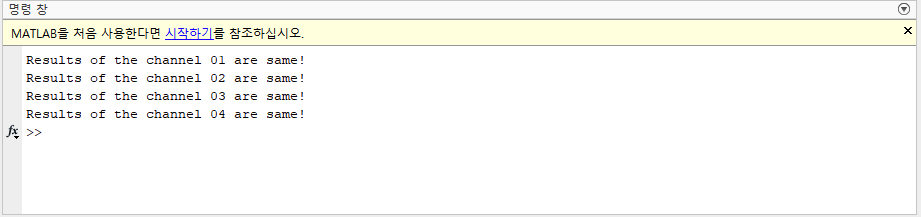 명령 창
MATLAB을 처음 사용한다면 시작하기를 참조하십시오.
Results of the channel 01 are same!
Results of the channel 02 are same!
Results of the channel 03 are same!
Results of the channel 04 are same!
fx >>